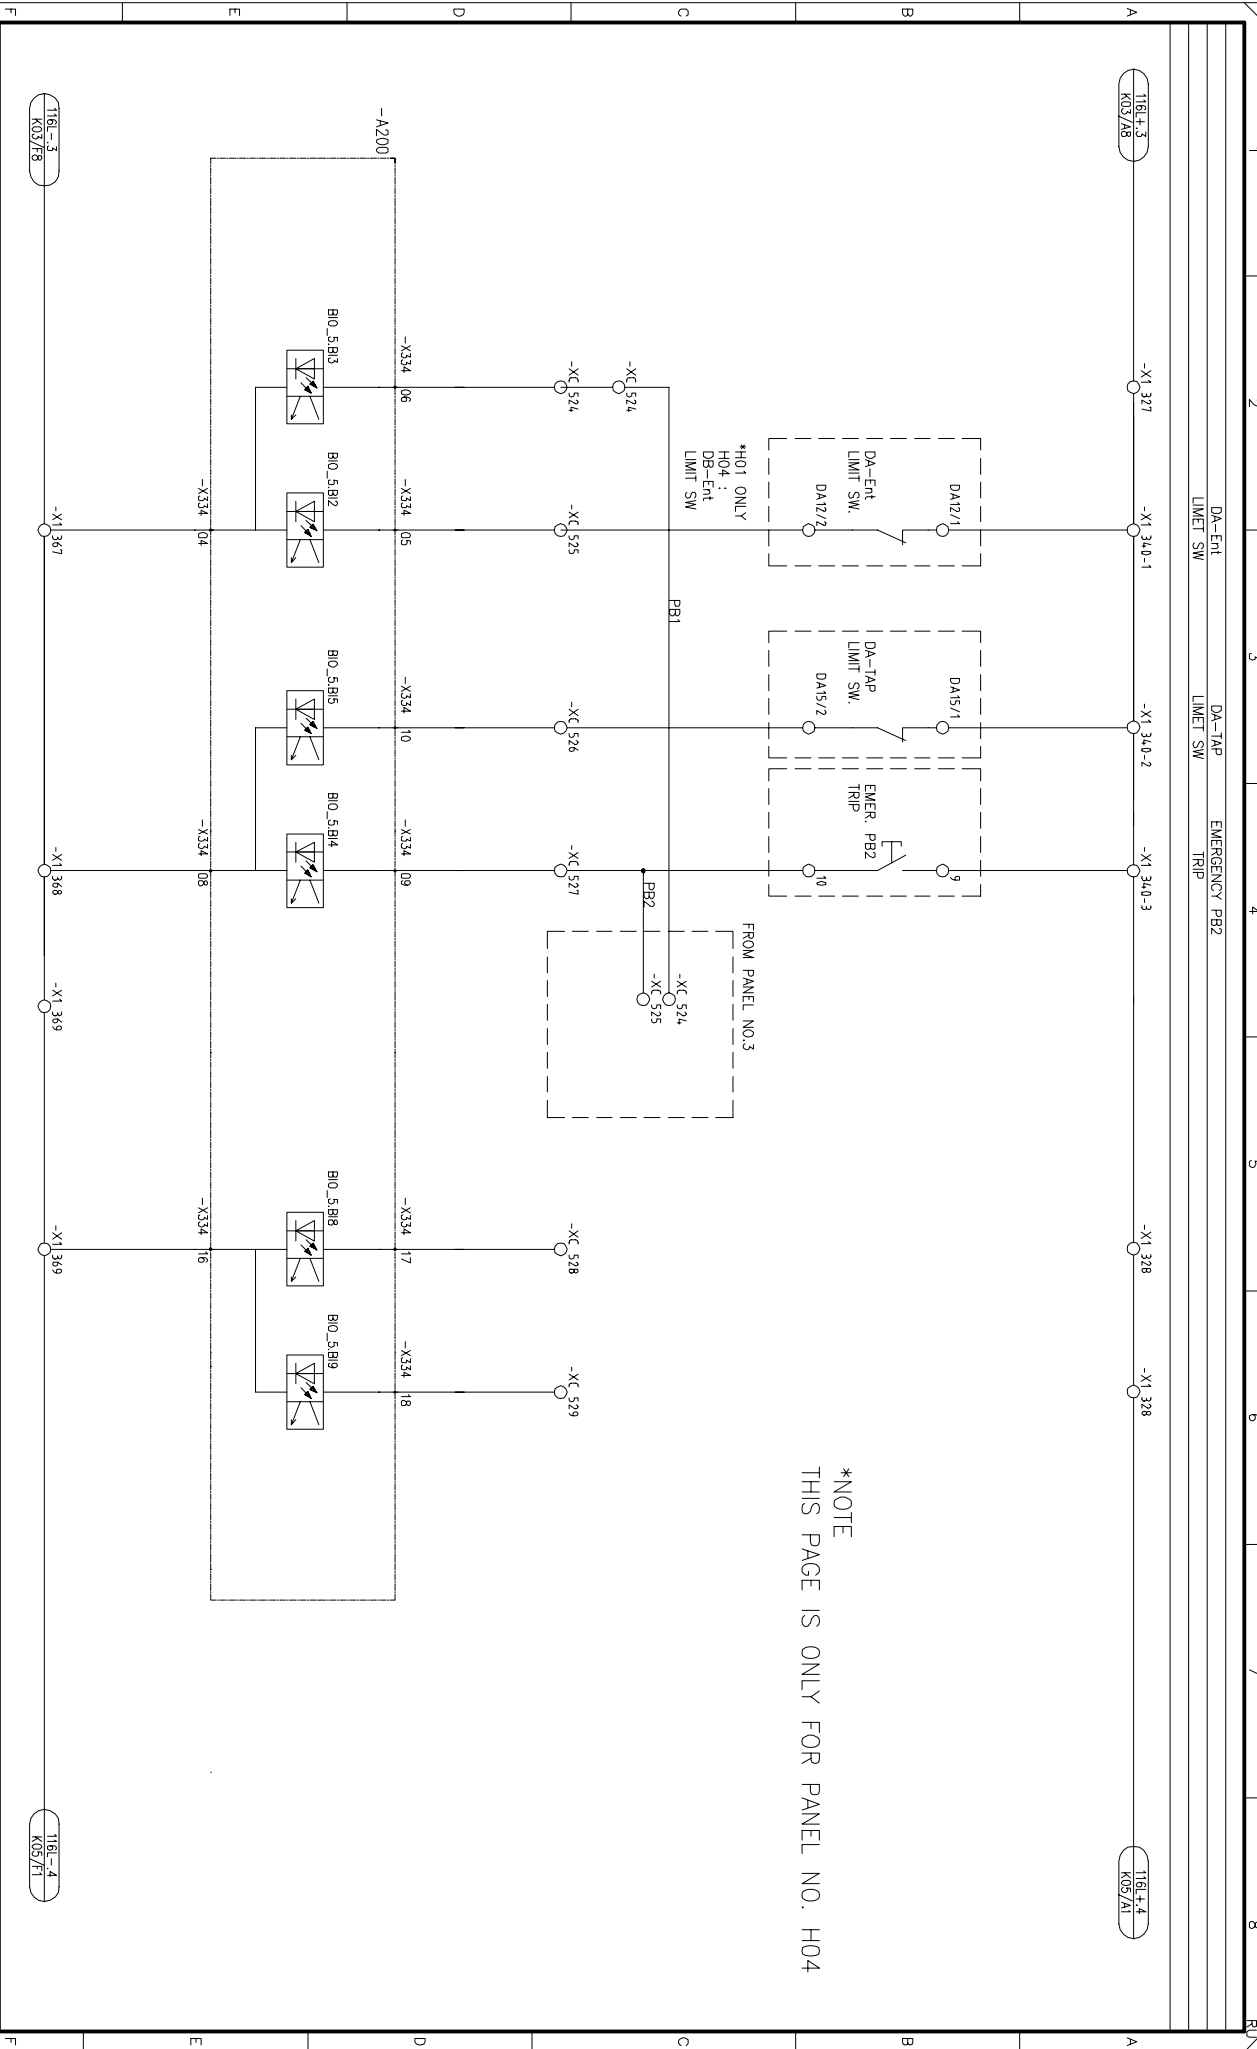 1
2
3
4
5
6
7
8
A
B
C
D
E
F
A
B
C
D
E
F
DA-Ent
LIMET SW
DA-TAP
LIMET SW
EMERGENCY PB2
TRIP
116L+.3
K03/A8
-X1 327
-X1 340-1
-X1 340-2
-X1 340-3
-X1 328
-X1 328
116L+.4
K05/A1
DA12/1
DA-Ent
LIMIT SW.
DA12/2
DA15/1
DA-TAP
LIMIT SW.
DA15/2
9
EMER. PB2
TRIP
10
*NOTE
THIS PAGE IS ONLY FOR PANEL NO. H04
*H01 ONLY
H04 :
DB-Ent
LIMIT SW
FROM PANEL NO.3
PB1
PB2
-XC 524
-XC 525
-XC 524
-XC 524
-XC 525
-XC 526
-XC 527
-XC 528
-XC 529
-A200
-X334 06
-X334 05
-X334 10
-X334 09
-X334 17
-X334 18
BIO_5.BI3
BIO_5.BI2
BIO_5.BI5
BIO_5.BI4
BIO_5.BI8
BIO_5.BI9
-X334 04
-X334 08
-X334 16
116L-.3
K03/F8
-X1 367
-X1 368
-X1 369
-X1 369
116L-.4
K05/F1